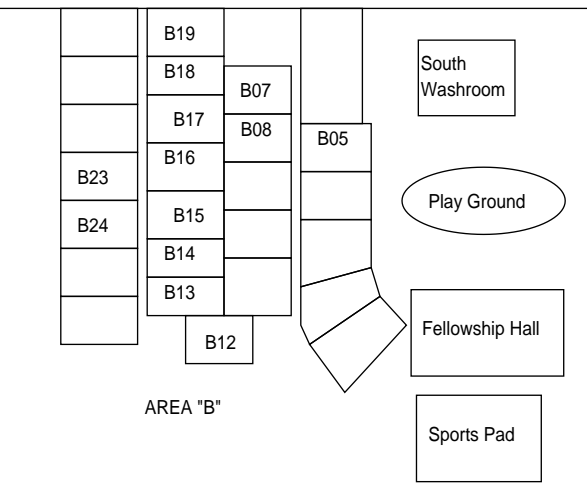 B19
B18
B07
B17
B08
B16
B05
B23
B15
B24
B14
B13
B12
AREA "B"
South
Washroom
Play Ground
Fellowship Hall
Sports Pad